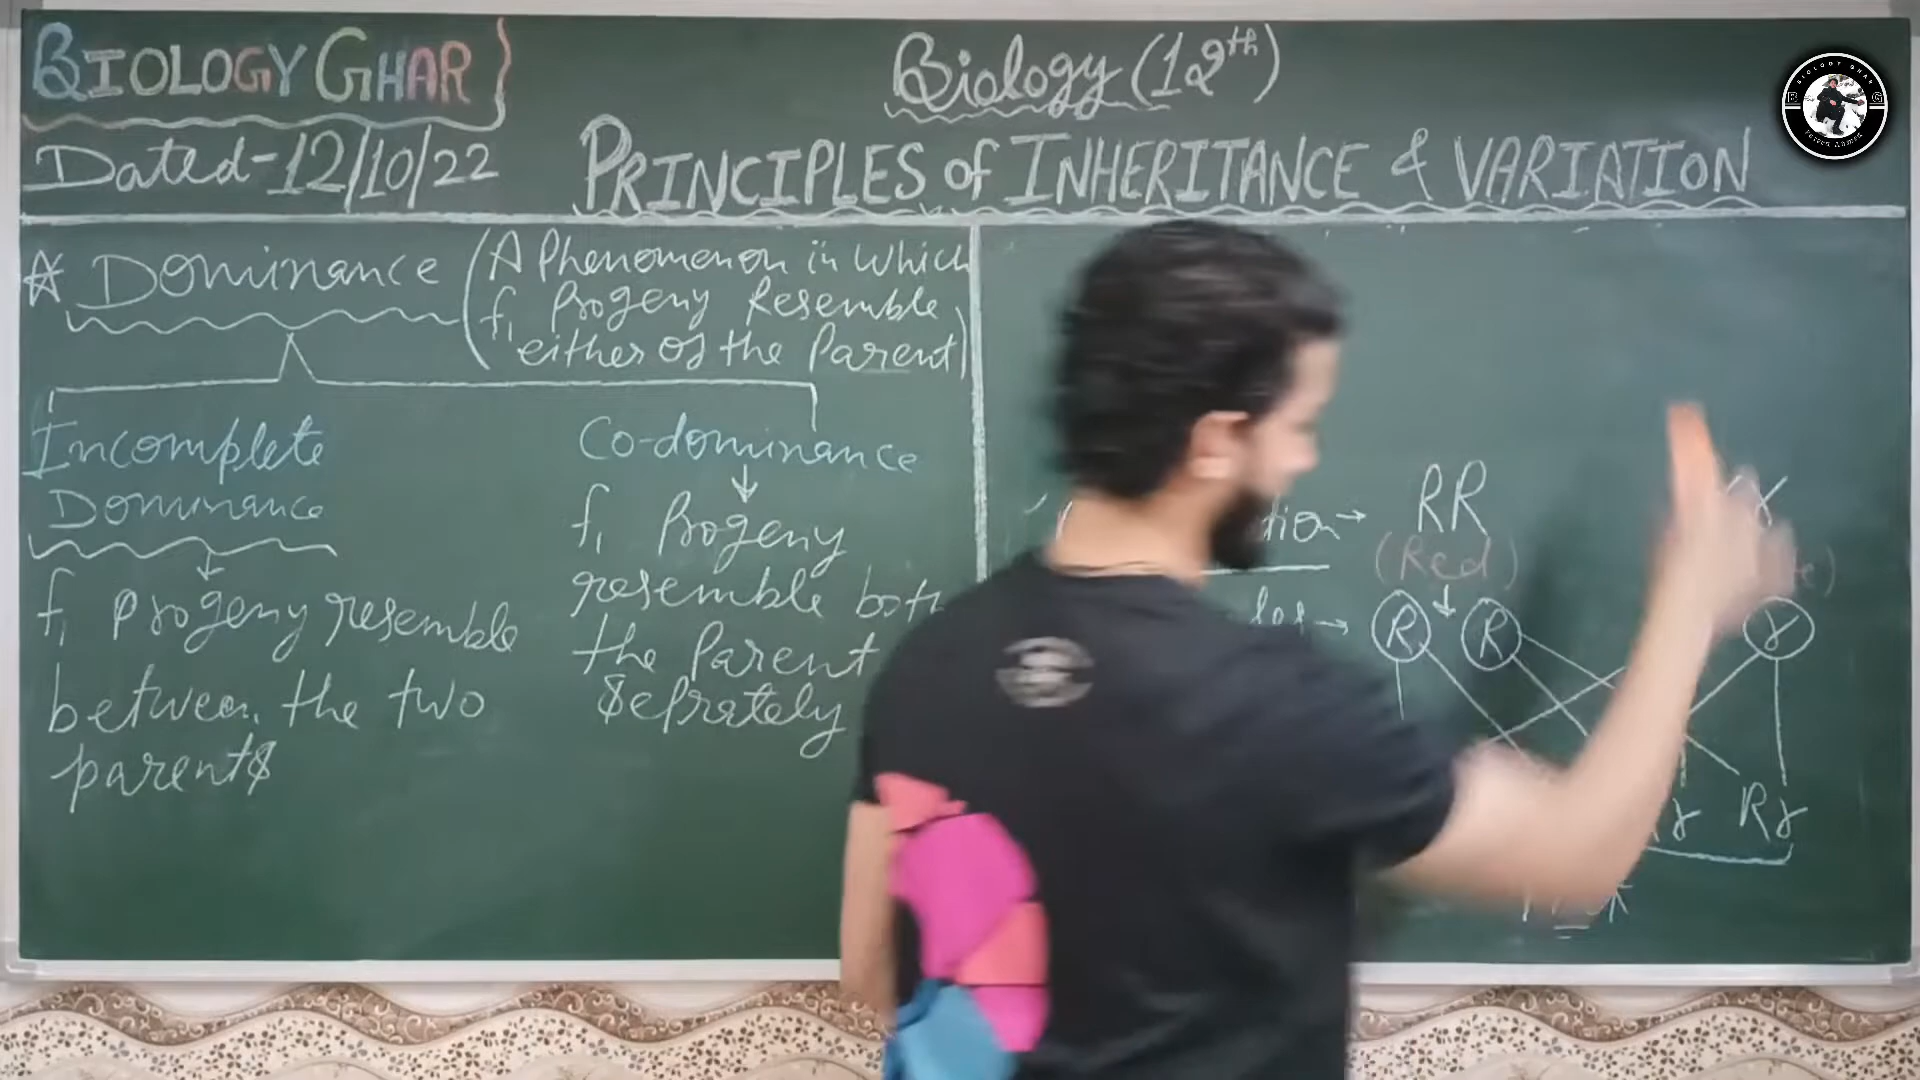 BIOLOGY GHAR
Biology (12th)
Dated-12/10/22
PRINCIPLES of INHERITANCE & VARIATION
Dominance
(A Phenomenon in Which
f1 Progeny Resemble
either of the Parent)
Incomplete
Dominance
f1 Progeny resemble
between the two
parents
Co-dominance
f1 Progeny
resemble both
the Parent
Seprately
RR
(Red)
R R r
Rr
BIOLOGY GHAR